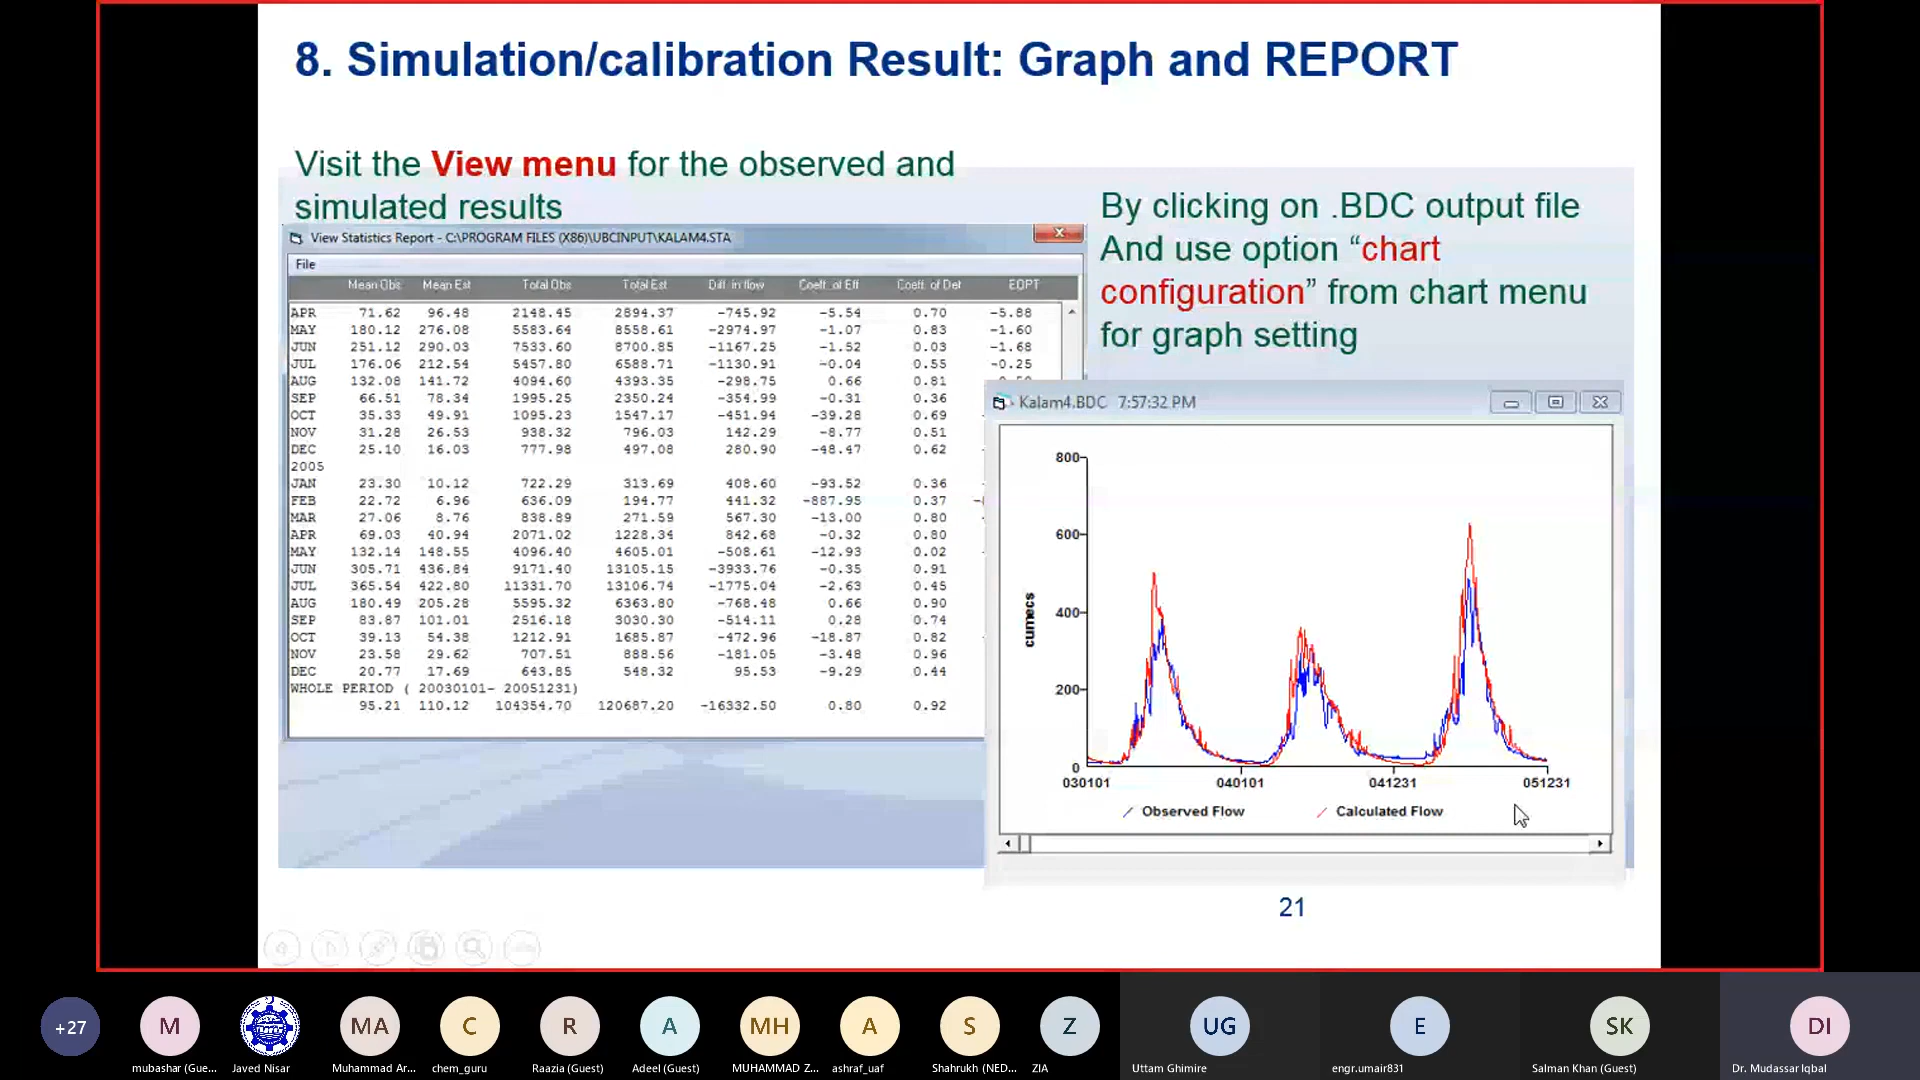 8. Simulation/calibration Result: Graph and REPORT
Visit the View menu for the observed and
simulated results
By clicking on .BDC output file
And use option “chart
configuration” from chart menu
for graph setting
View Statistics Report - C:\PROGRAM FILES (X86)\UBCINPUT\KALAM4.STA
File
Mean Obs Mean Est Total Obs Total Est Diff. in flow Coeff. of Eff Coeff. of Det EOPT
APR 71.62 96.48 2148.45 2894.37 -745.92 -5.54 0.70 -5.88
MAY 180.12 276.08 5583.64 8558.61 -2974.97 -1.07 0.83 -1.60
JUN 251.12 290.03 7533.60 8700.85 -1167.25 -1.52 0.03 -1.68
JUL 176.06 212.54 5457.80 6588.71 -1130.91 -0.04 0.55 -0.25
AUG 132.08 141.72 4094.60 4393.35 -298.75 0.66 0.81
SEP 66.51 78.34 1995.25 2350.24 -354.99 -0.31 0.36
OCT 35.33 49.91 1095.23 1547.17 -451.94 -39.28 0.69
NOV 31.28 26.53 938.32 796.03 142.29 -8.77 0.51
DEC 25.10 16.03 777.98 497.08 280.90 -48.47 0.62
2005
JAN 23.30 10.12 722.29 313.69 408.60 -93.52 0.36
FEB 22.72 6.96 636.09 194.77 441.32 -887.95 0.37
MAR 27.06 8.76 838.89 271.59 567.30 -13.00 0.80
APR 69.03 40.94 2071.02 1228.34 842.68 -0.32 0.80
MAY 132.14 148.55 4096.40 4605.01 -508.61 -12.93 0.02
JUN 305.71 436.84 9171.40 13105.15 -3933.76 -0.35 0.91
JUL 365.54 422.80 11331.70 13106.74 -1775.04 -2.63 0.45
AUG 180.49 205.28 5595.32 6363.80 -768.48 0.66 0.90
SEP 83.87 101.01 2516.18 3030.30 -514.11 0.28 0.74
OCT 39.13 54.38 1212.91 1685.87 -472.96 -18.87 0.82
NOV 23.58 29.62 707.51 888.56 -181.05 -3.48 0.96
DEC 20.77 17.69 643.85 548.32 95.53 -9.29 0.44
WHOLE PERIOD ( 20030101- 20051231)
95.21 110.12 104354.70 120687.20 -16332.50 0.80 0.92
Kalam4.BDC 7:57:32 PM
800
600
400
200
0
cumecs
030101 040101 041231 051231
Observed Flow Calculated Flow
21
+27 M MA C R A MH A S Z UG E SK DI
mubashar (Gue... Javed Nisar Muhammad Ar... chem_guru Raazia (Guest) Adeel (Guest) MUHAMMAD Z... ashraf_uaf Shahrukh (NED... ZIA Uttam Ghimire engr.umair831 Salman Khan (Guest) Dr. Mudassar Iqbal